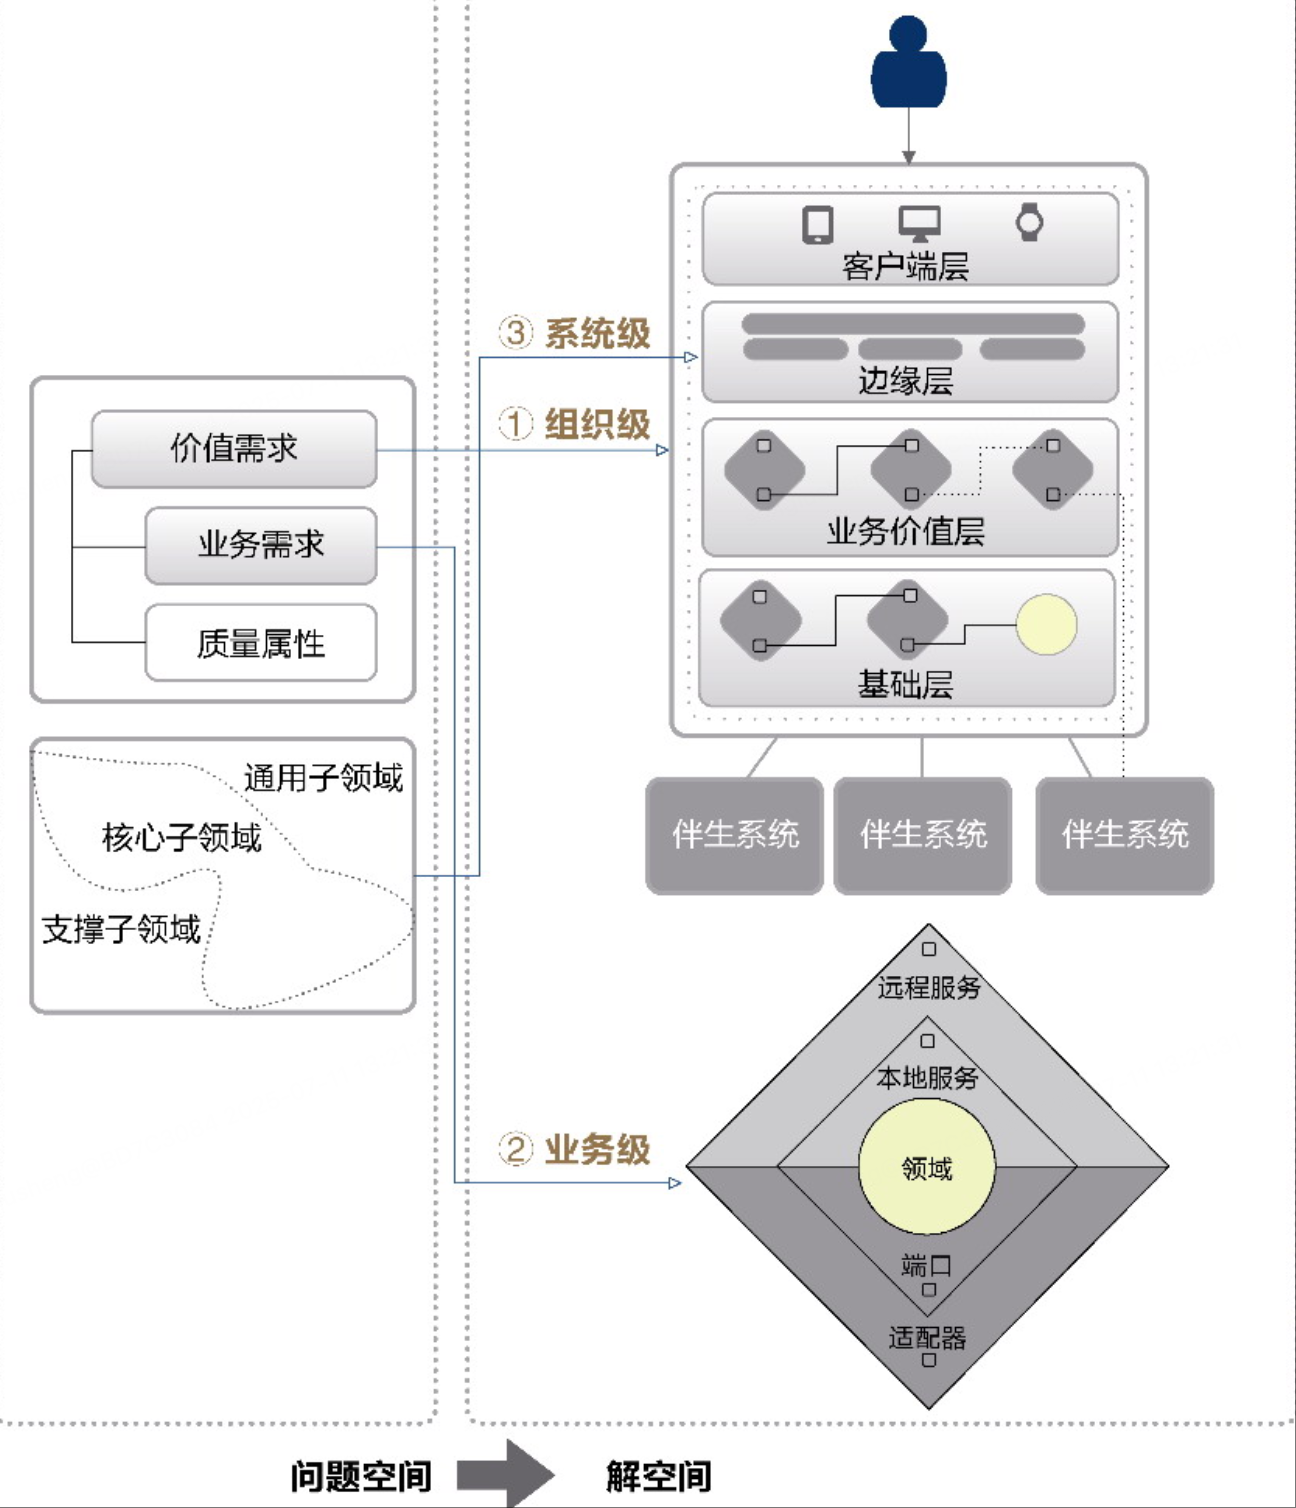 客户端层
③ 系统级
边缘层
① 组织级
价值需求
业务需求
业务价值层
质量属性
基础层
通用子领域
核心子领域
支撑子领域
伴生系统
伴生系统
伴生系统
远程服务
本地服务
② 业务级
领域
端口
适配器
问题空间
解空间